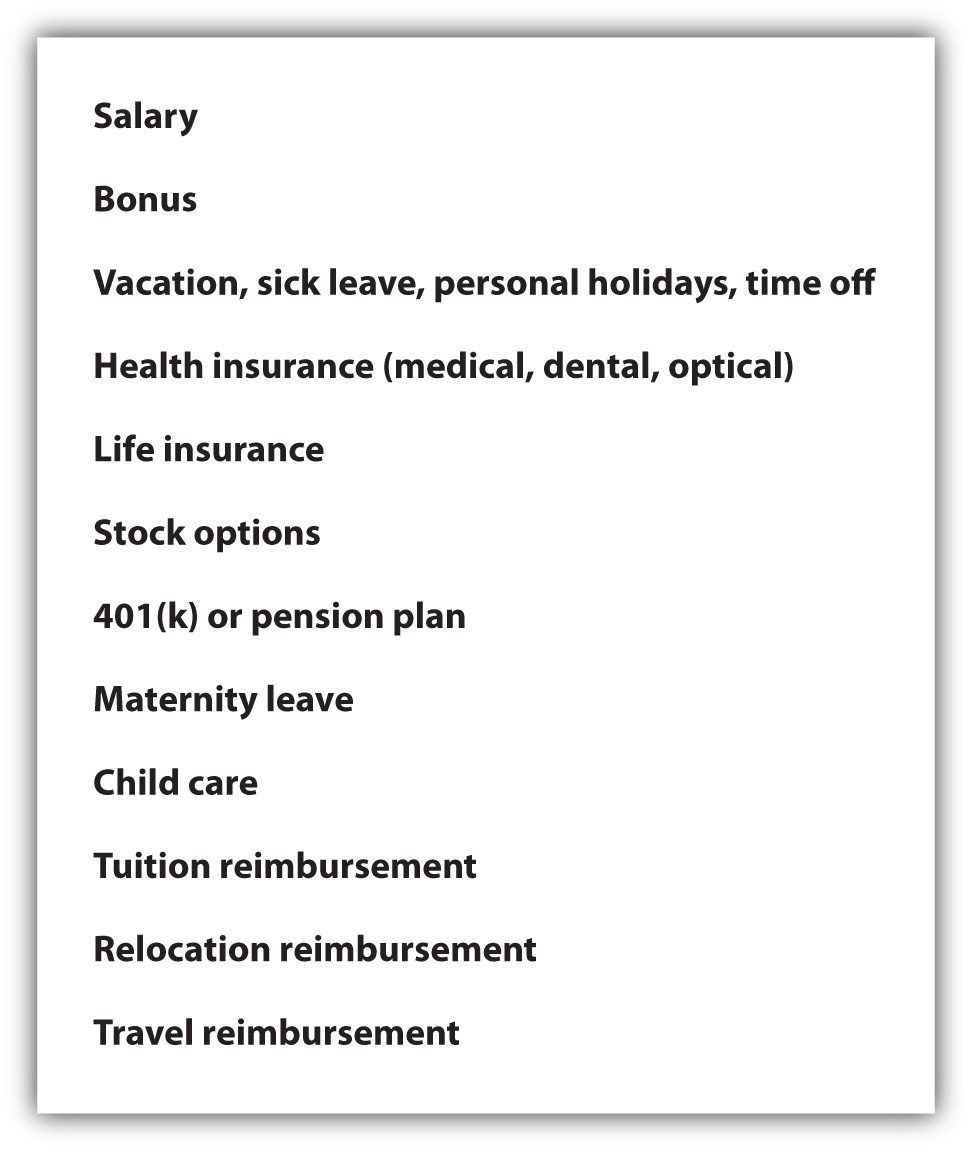 Salary
Bonus
Vacation, sick leave, personal holidays, time off
Health insurance (medical, dental, optical)
Life insurance
Stock options
401(k) or pension plan
Maternity leave
Child care
Tuition reimbursement
Relocation reimbursement
Travel reimbursement